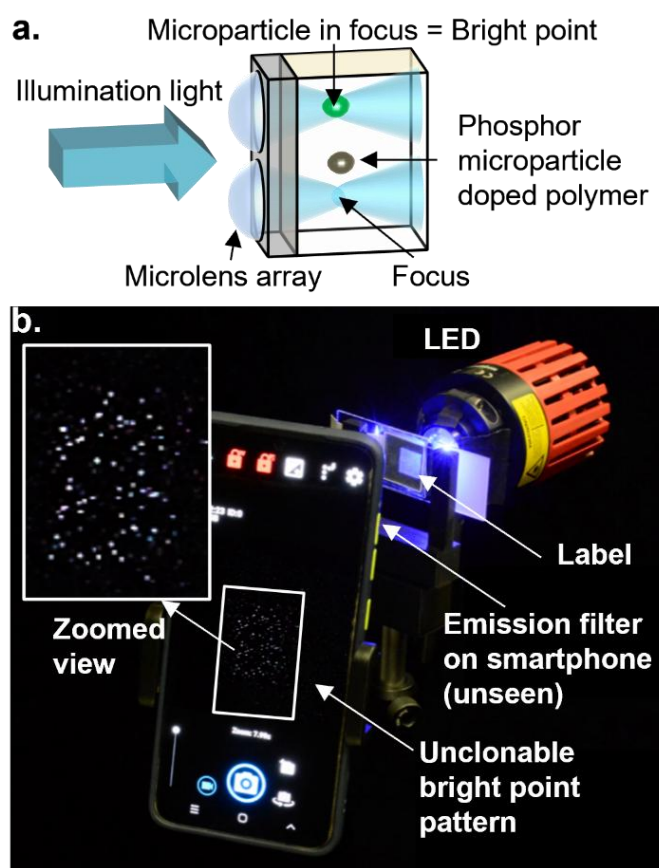 a.
Microparticle in focus = Bright point
Illumination light
Phosphor
microparticle
doped polymer
Microlens array
Focus
b.
LED
Label
Zoomed
view
Emission filter
on smartphone
(unseen)
Unclonable
bright point
pattern